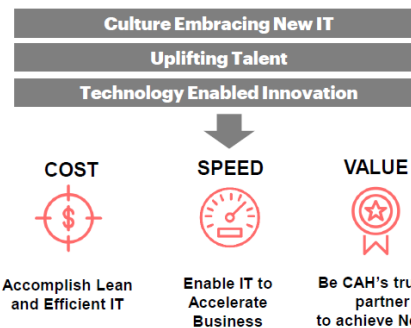 Culture Embracing New IT
Uplifting Talent
Technology Enabled Innovation
COST
SPEED
VALUE
$
Accomplish Lean
and Efficient IT
Enable IT to
Accelerate
Business
Be CAH's
partner
to achieve